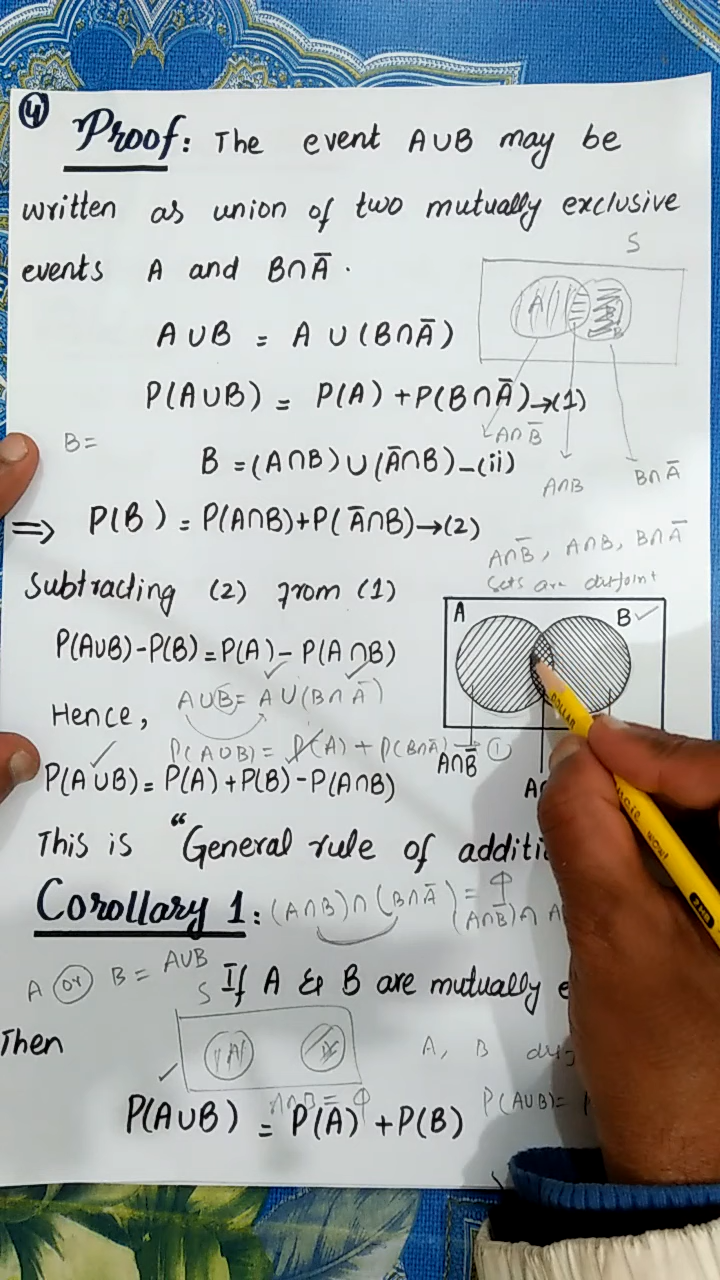 4
Proof: The event A∪B may be
written as union of two mutually exclusive
events A and B∩Ā.
S
A
B
A∪B = A ∪ (B∩Ā)
P(A∪B) = P(A) + P(B∩Ā) → (1)
A∩B̅
B=
B = (A∩B) ∪ (Ā∩B) – (ii)
A∩B
B∩Ā
⇒ P(B) = P(A∩B) + P(Ā∩B) → (2)
A∩B̅, A∩B, B∩Ā
sets are disjoint
Subtracting (2) from (1)
A
B ✓
P(A∪B) – P(B) = P(A) – P(A∩B)
Hence,
A∪B = A∪(B∩Ā)
P(A∪B) = P(A) + P(B∩Ā) → ①
A∩B̅
P(A∪B) = P(A) + P(B) – P(A∩B)
This is "General rule of additi
Corollary 1:
(A∩B)∩(B∩Ā) = φ
(A∩B)∩ A
A or B = A∪B
If A & B are mutually e
S
Then
A
A, B
A∩B = φ
P(A∪B) = P(A) + P(B)
P(A∪B)=
DOLLAR